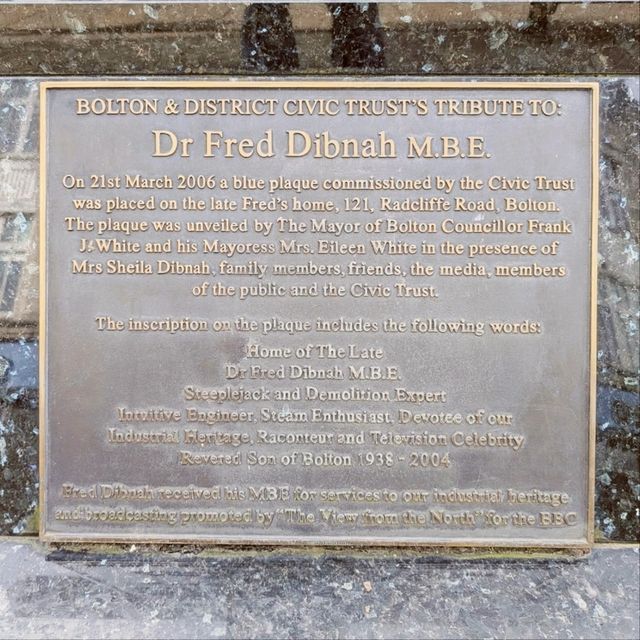 BOLTON & DISTRICT CIVIC TRUST'S TRIBUTE TO:
Dr Fred Dibnah M.B.E.
On 21st March 2006 a blue plaque commissioned by the Civic Trust
was placed on the late Fred's home, 121, Radcliffe Road, Bolton.
The plaque was unveiled by The Mayor of Bolton Councillor Frank
J. White and his Mayoress Mrs. Eileen White in the presence of
Mrs Sheila Dibnah, family members, friends, the media, members
of the public and the Civic Trust.
The inscription on the plaque includes the following words:
Home of The Late
Dr Fred Dibnah M.B.E.
Steeplejack and Demolition Expert
Intuitive Engineer, Steam Enthusiast, Devotee of our
Industrial Heritage, Raconteur and Television Celebrity
Revered Son of Bolton 1938 - 2004
Fred Dibnah received his MBE for services to our industrial heritage
and broadcasting promoted by "The View from the North" for the BBC